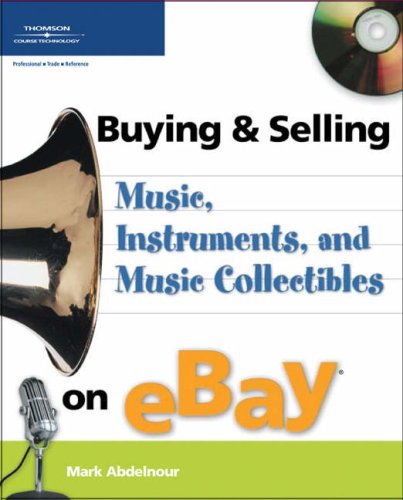 THOMSON
COURSE TECHNOLOGY
Professional ■ Trade ■ Reference
Buying & Selling
Music,
Instruments, and
Music Collectibles
on eBay®
Mark Abdelnour